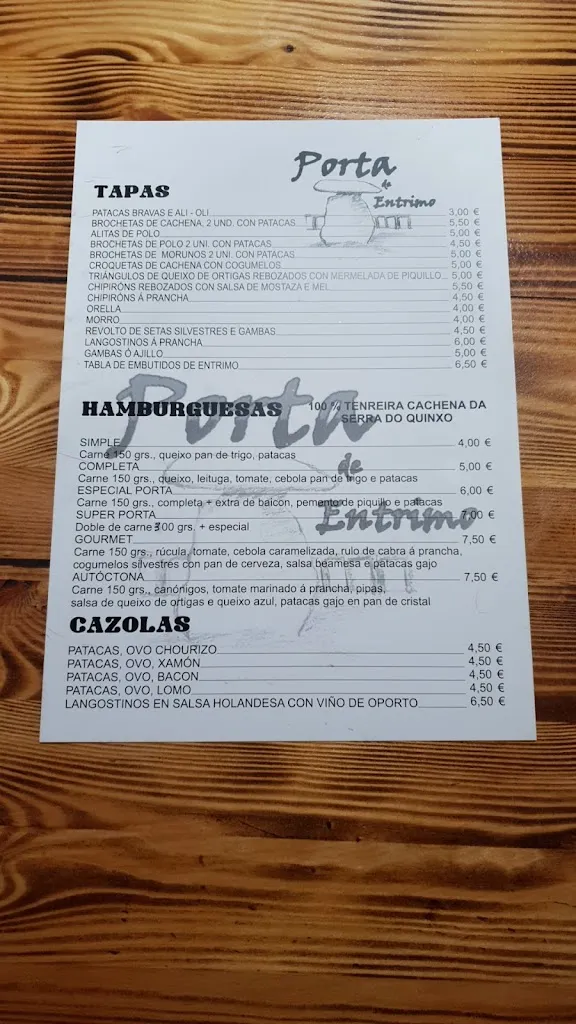 Porta
de
Entrimo
TAPAS
PATACAS BRAVAS E ALI - OLI 3,00 €
BROCHETAS DE CACHENA, 2 UND. CON PATACAS 5,50 €
ALITAS DE POLO 5,00 €
BROCHETAS DE POLO 2 UNI. CON PATACAS 4,50 €
BROCHETAS DE MORUNOS 2 UNI. CON PATACAS 5,00 €
CROQUETAS DE CACHENA CON COGUMELOS 5,00 €
TRIÁNGULOS DE QUEIXO DE ORTIGAS REBOZADOS CON MERMELADA DE PIQUILLO 5,00 €
CHIPIRÓNS REBOZADOS CON SALSA DE MOSTAZA E MEL 5,50 €
CHIPIRÓNS Á PRANCHA 4,50 €
ORELLA 4,00 €
MORRO 4,00 €
REVOLTO DE SETAS SILVESTRES E GAMBAS 4,50 €
LANGOSTINOS Á PRANCHA 6,00 €
GAMBAS Ó AJILLO 5,00 €
TABLA DE EMBUTIDOS DE ENTRIMO 6,50 €
Porta
de
Entrimo
HAMBURGUESAS 100 % TENREIRA CACHENA DA
SERRA DO QUINXO
SIMPLE 4,00 €
Carne 150 grs., queixo pan de trigo, patacas
COMPLETA 5,00 €
Carne 150 grs., queixo, leituga, tomate, cebola pan de trigo e patacas
ESPECIAL PORTA 6,00 €
Carne 150 grs., completa + extra de baicon, pemento de piquillo e patacas
SUPER PORTA 7,00 €
Doble de carne 300 grs. + especial
GOURMET 7,50 €
Carne 150 grs., rúcula, tomate, cebola caramelizada, rulo de cabra á prancha,
cogumelos silvestres con pan de cerveza, salsa bearnesa e patacas gajo
AUTÓCTONA 7,50 €
Carne 150 grs., canónigos, tomate marinado á prancha, pipas,
salsa de queixo de ortigas e queixo azul, patacas gajo en pan de cristal
CAZOLAS
PATACAS, OVO CHOURIZO 4,50 €
PATACAS, OVO, XAMÓN 4,50 €
PATACAS, OVO, BACON 4,50 €
PATACAS, OVO, LOMO 4,50 €
LANGOSTINOS EN SALSA HOLANDESA CON VIÑO DE OPORTO 6,50 €